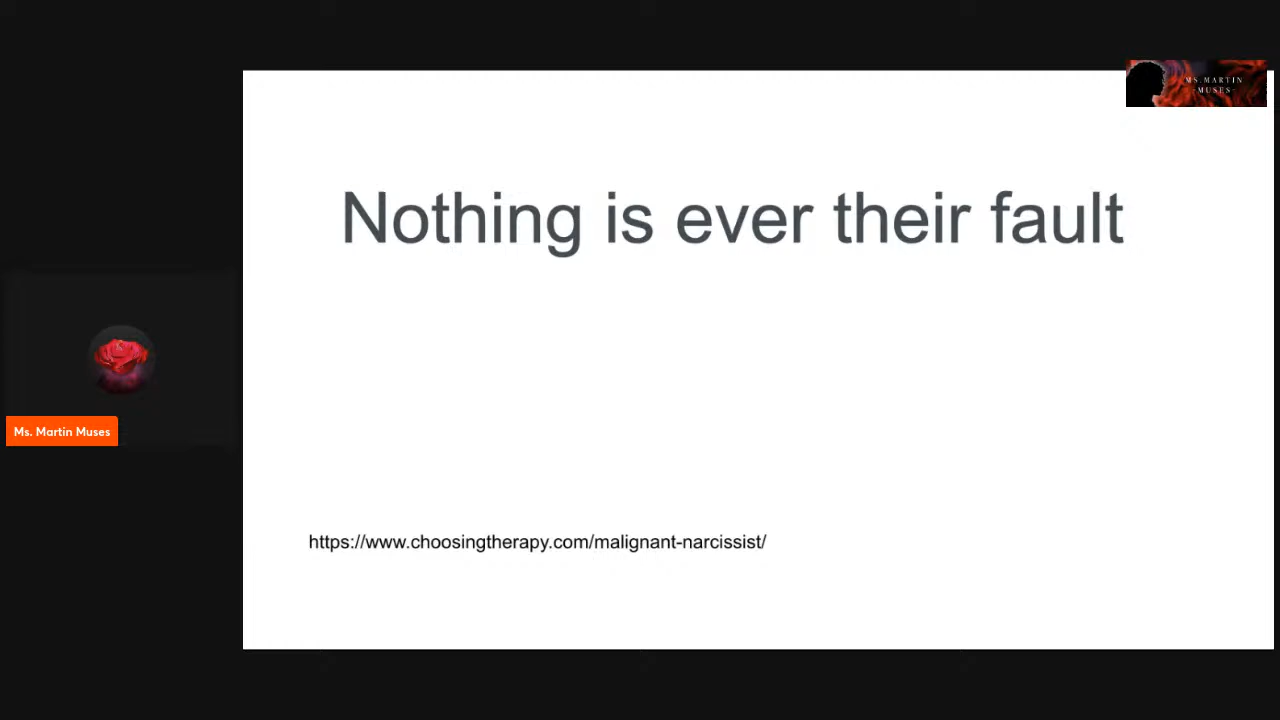 MS. MARTIN
-MUSES-
Nothing is ever their fault
Ms. Martin Muses
https://www.choosingtherapy.com/malignant-narcissist/